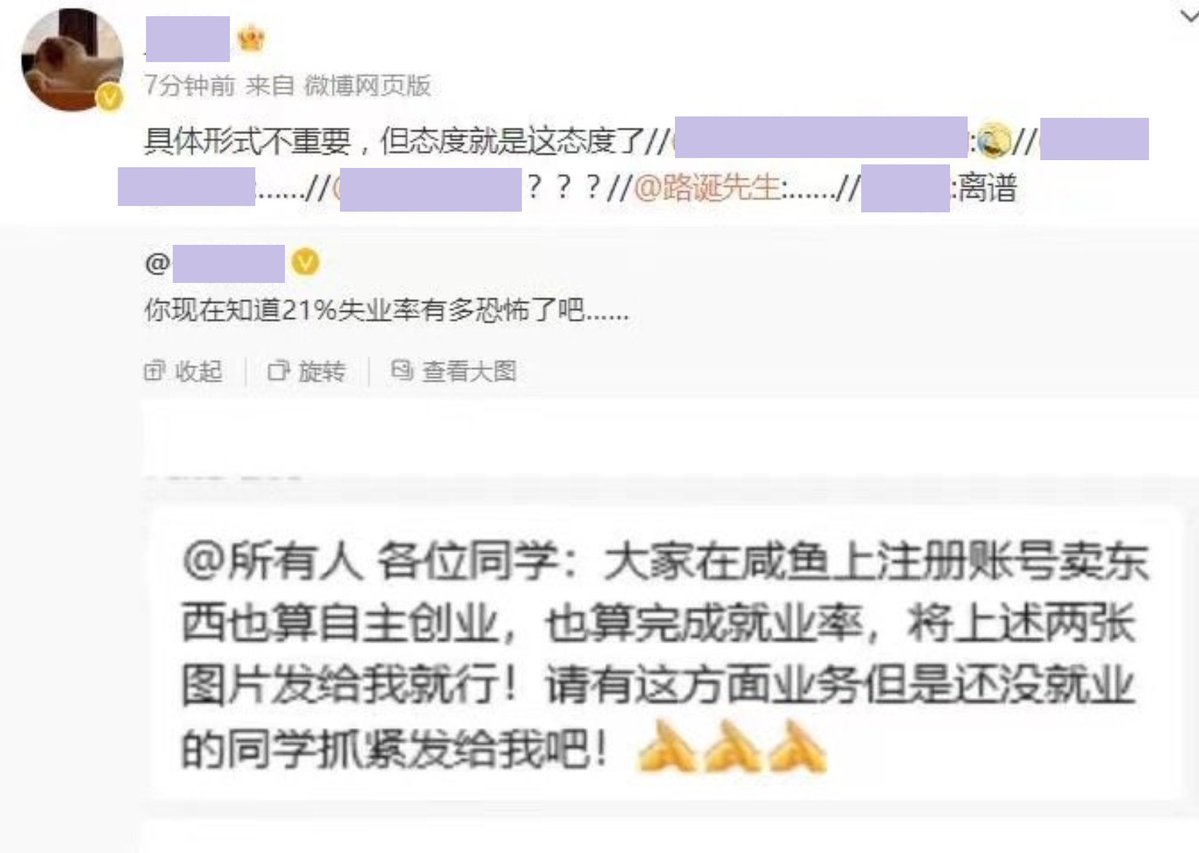 7分钟前 来自 微博网页版
具体形式不重要，但态度就是这态度了//@://
:......//@？？？//@路诞先生:......//:离谱
@
你现在知道21%失业率有多恐怖了吧......
收起 旋转 查看大图
@所有人 各位同学：大家在咸鱼上注册账号卖东
西也算自主创业，也算完成就业率，将上述两张
图片发给我就行！请有这方面业务但是还没就业
的同学抓紧发给我吧！